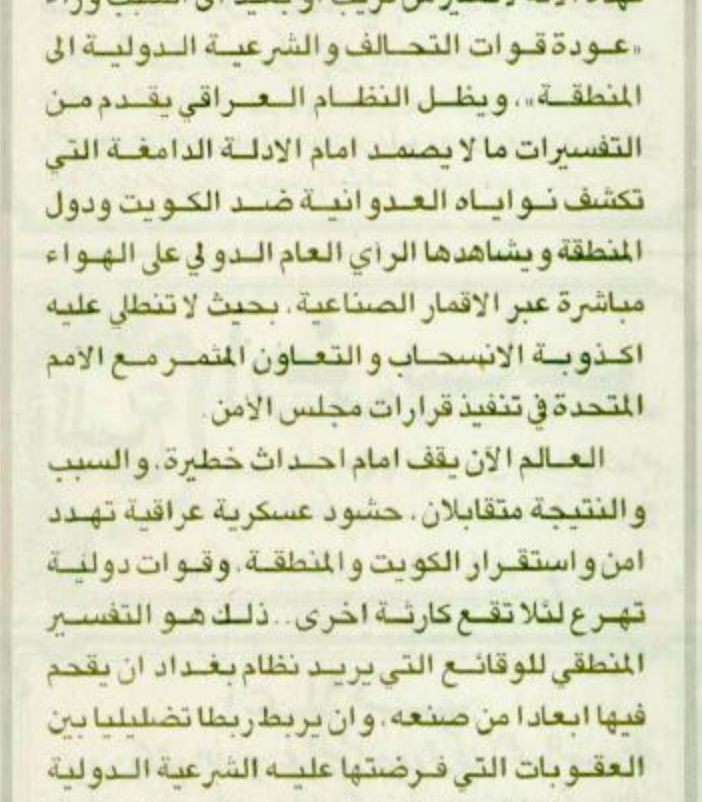 «عودة قوات التحالف والشرعية الدولية الى
المنطقة»، ويظل النظام العراقي يقدم من
التفسيرات ما لا يصمد امام الادلة الدامغة التي
تكشف نواياه العدوانية ضد الكويت ودول
المنطقة ويشاهدها الرأي العام الدولي على الهواء
مباشرة عبر الاقمار الصناعية، بحيث لا تنطلي عليه
اكذوبة الانسحاب والتعاون المثمر مع الأمم
المتحدة في تنفيذ قرارات مجلس الأمن.
العالم الآن يقف امام احداث خطيرة، والسبب
والنتيجة متقابلان. حشود عسكرية عراقية تهدد
امن واستقرار الكويت والمنطقة، وقوات دولية
تهرع لئلا تقع كارثة اخرى.. ذلك هو التفسير
المنطقي للوقائع التي يريد نظام بغداد ان يقحم
فيها ابعادا من صنعه، وان يربط ربطا تضليليا بين
العقوبات التي فرضتها عليه الشرعية الدولية